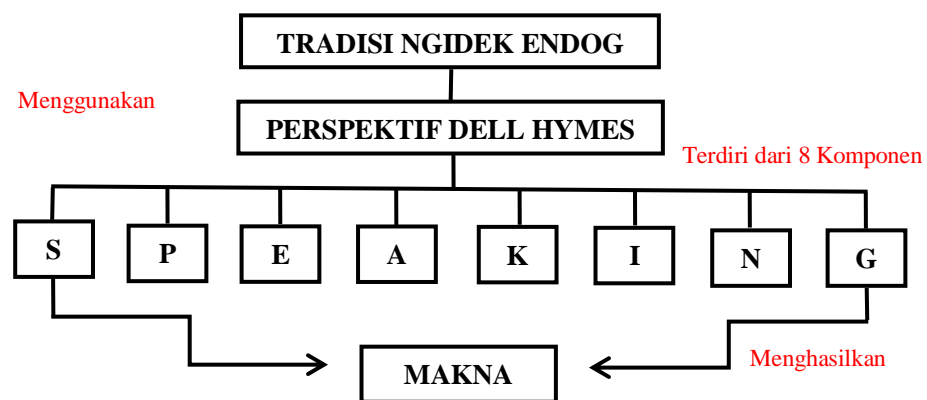 TRADISI NGIDEK ENDOG
Menggunakan
PERSPEKTIF DELL HYMES
Terdiri dari 8 Komponen
S
P
E
A
K
I
N
G
Menghasilkan
MAKNA